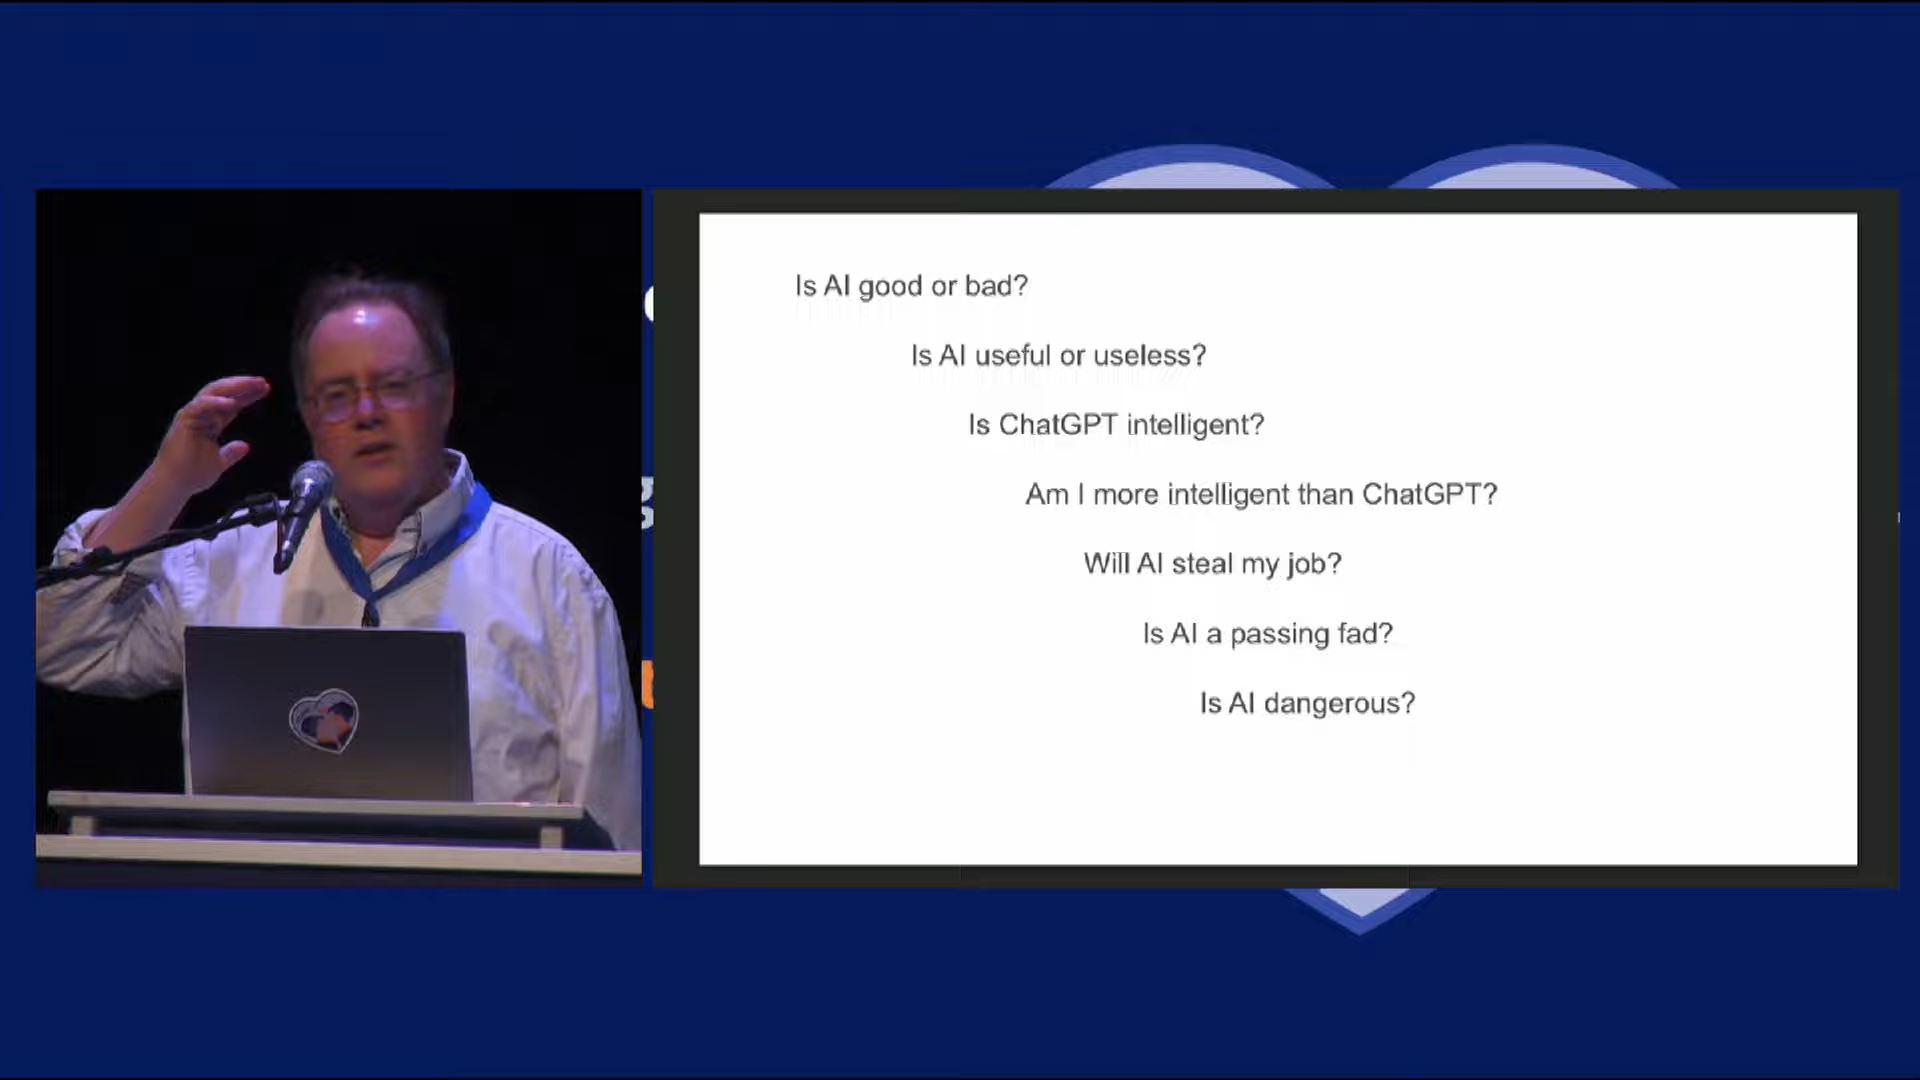 Is AI good or bad?
Is AI useful or useless?
Is ChatGPT intelligent?
Am I more intelligent than ChatGPT?
Will AI steal my job?
Is AI a passing fad?
Is AI dangerous?